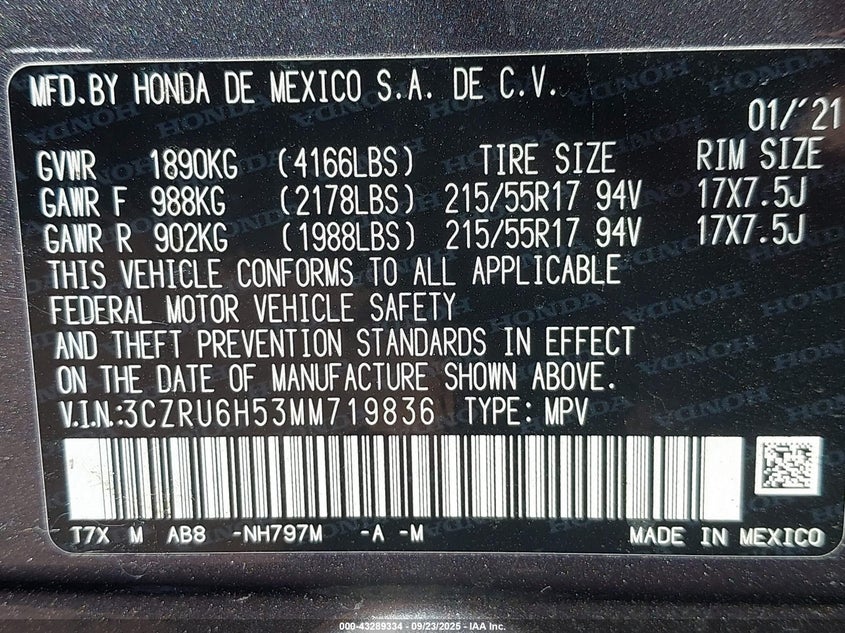 MFD.BY HONDA DE MEXICO S.A. DE C.V.
01/'21
GVWR 1890KG (4166LBS) TIRE SIZE RIM SIZE
GAWR F 988KG (2178LBS) 215/55R17 94V 17X7.5J
GAWR R 902KG (1988LBS) 215/55R17 94V 17X7.5J
THIS VEHICLE CONFORMS TO ALL APPLICABLE
FEDERAL MOTOR VEHICLE SAFETY
AND THEFT PREVENTION STANDARDS IN EFFECT
ON THE DATE OF MANUFACTURE SHOWN ABOVE.
V.I.N.:3CZRU6H53MM719836 TYPE: MPV
T7X M AB8 -NH797M -A -M MADE IN MEXICO
000-43289334 - 09/23/2025 - IAA Inc.